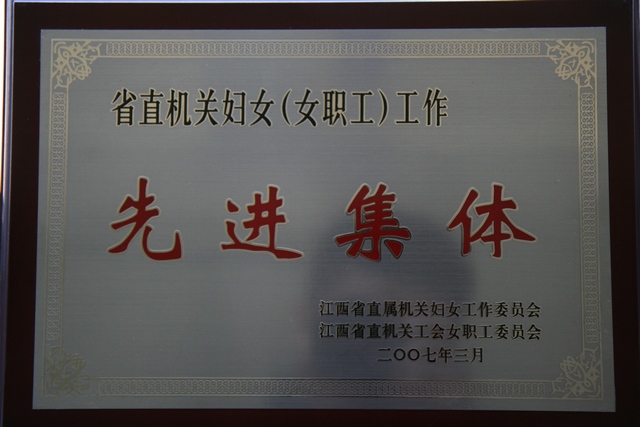 省直机关妇女(女职工)工作
先进集体
江西省直属机关妇女工作委员会
江西省直机关工会女职工委员会
二〇〇七年三月